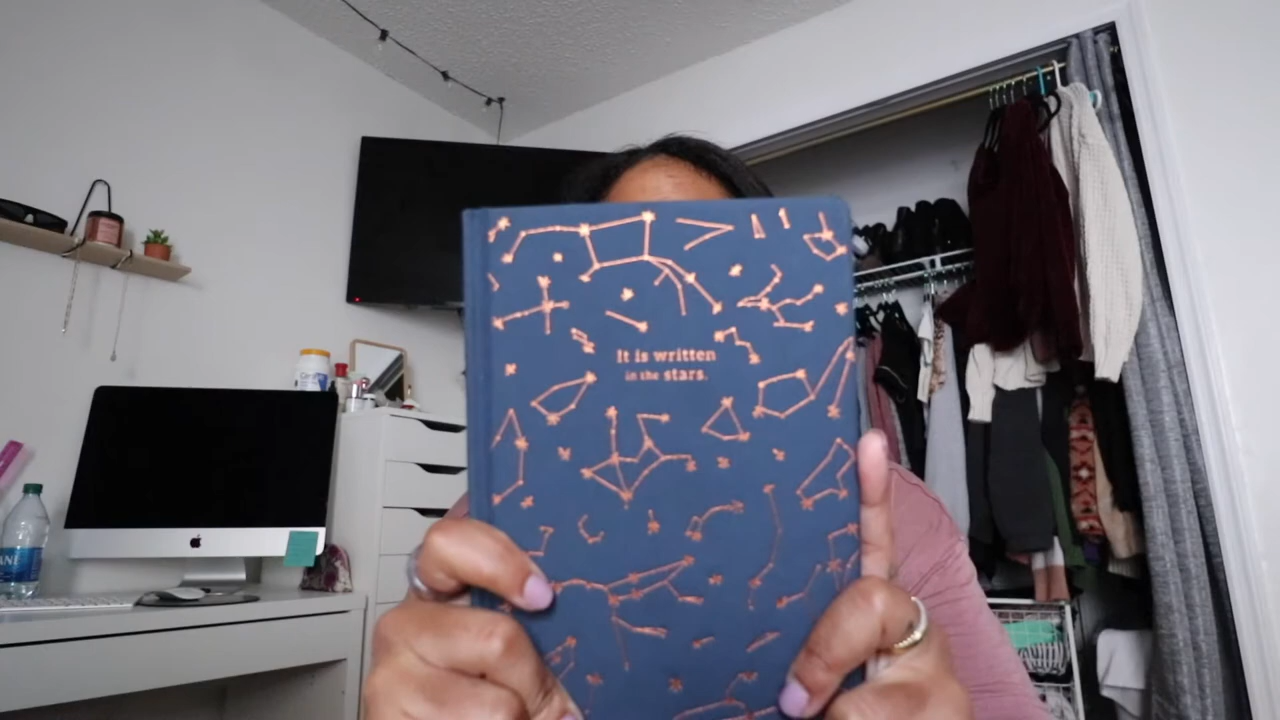 It is written
in the stars.